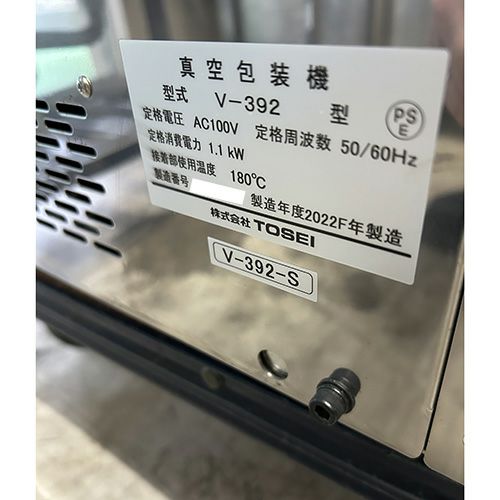 真空包装機
型式 V-392 型
PS
E
定格電圧 AC100V 定格周波数 50/60Hz
定格消費電力 1.1kW
接着部使用温度 180℃
製造番号 製造年度2022F年製造
株式会社 TOSEI
V-392-S